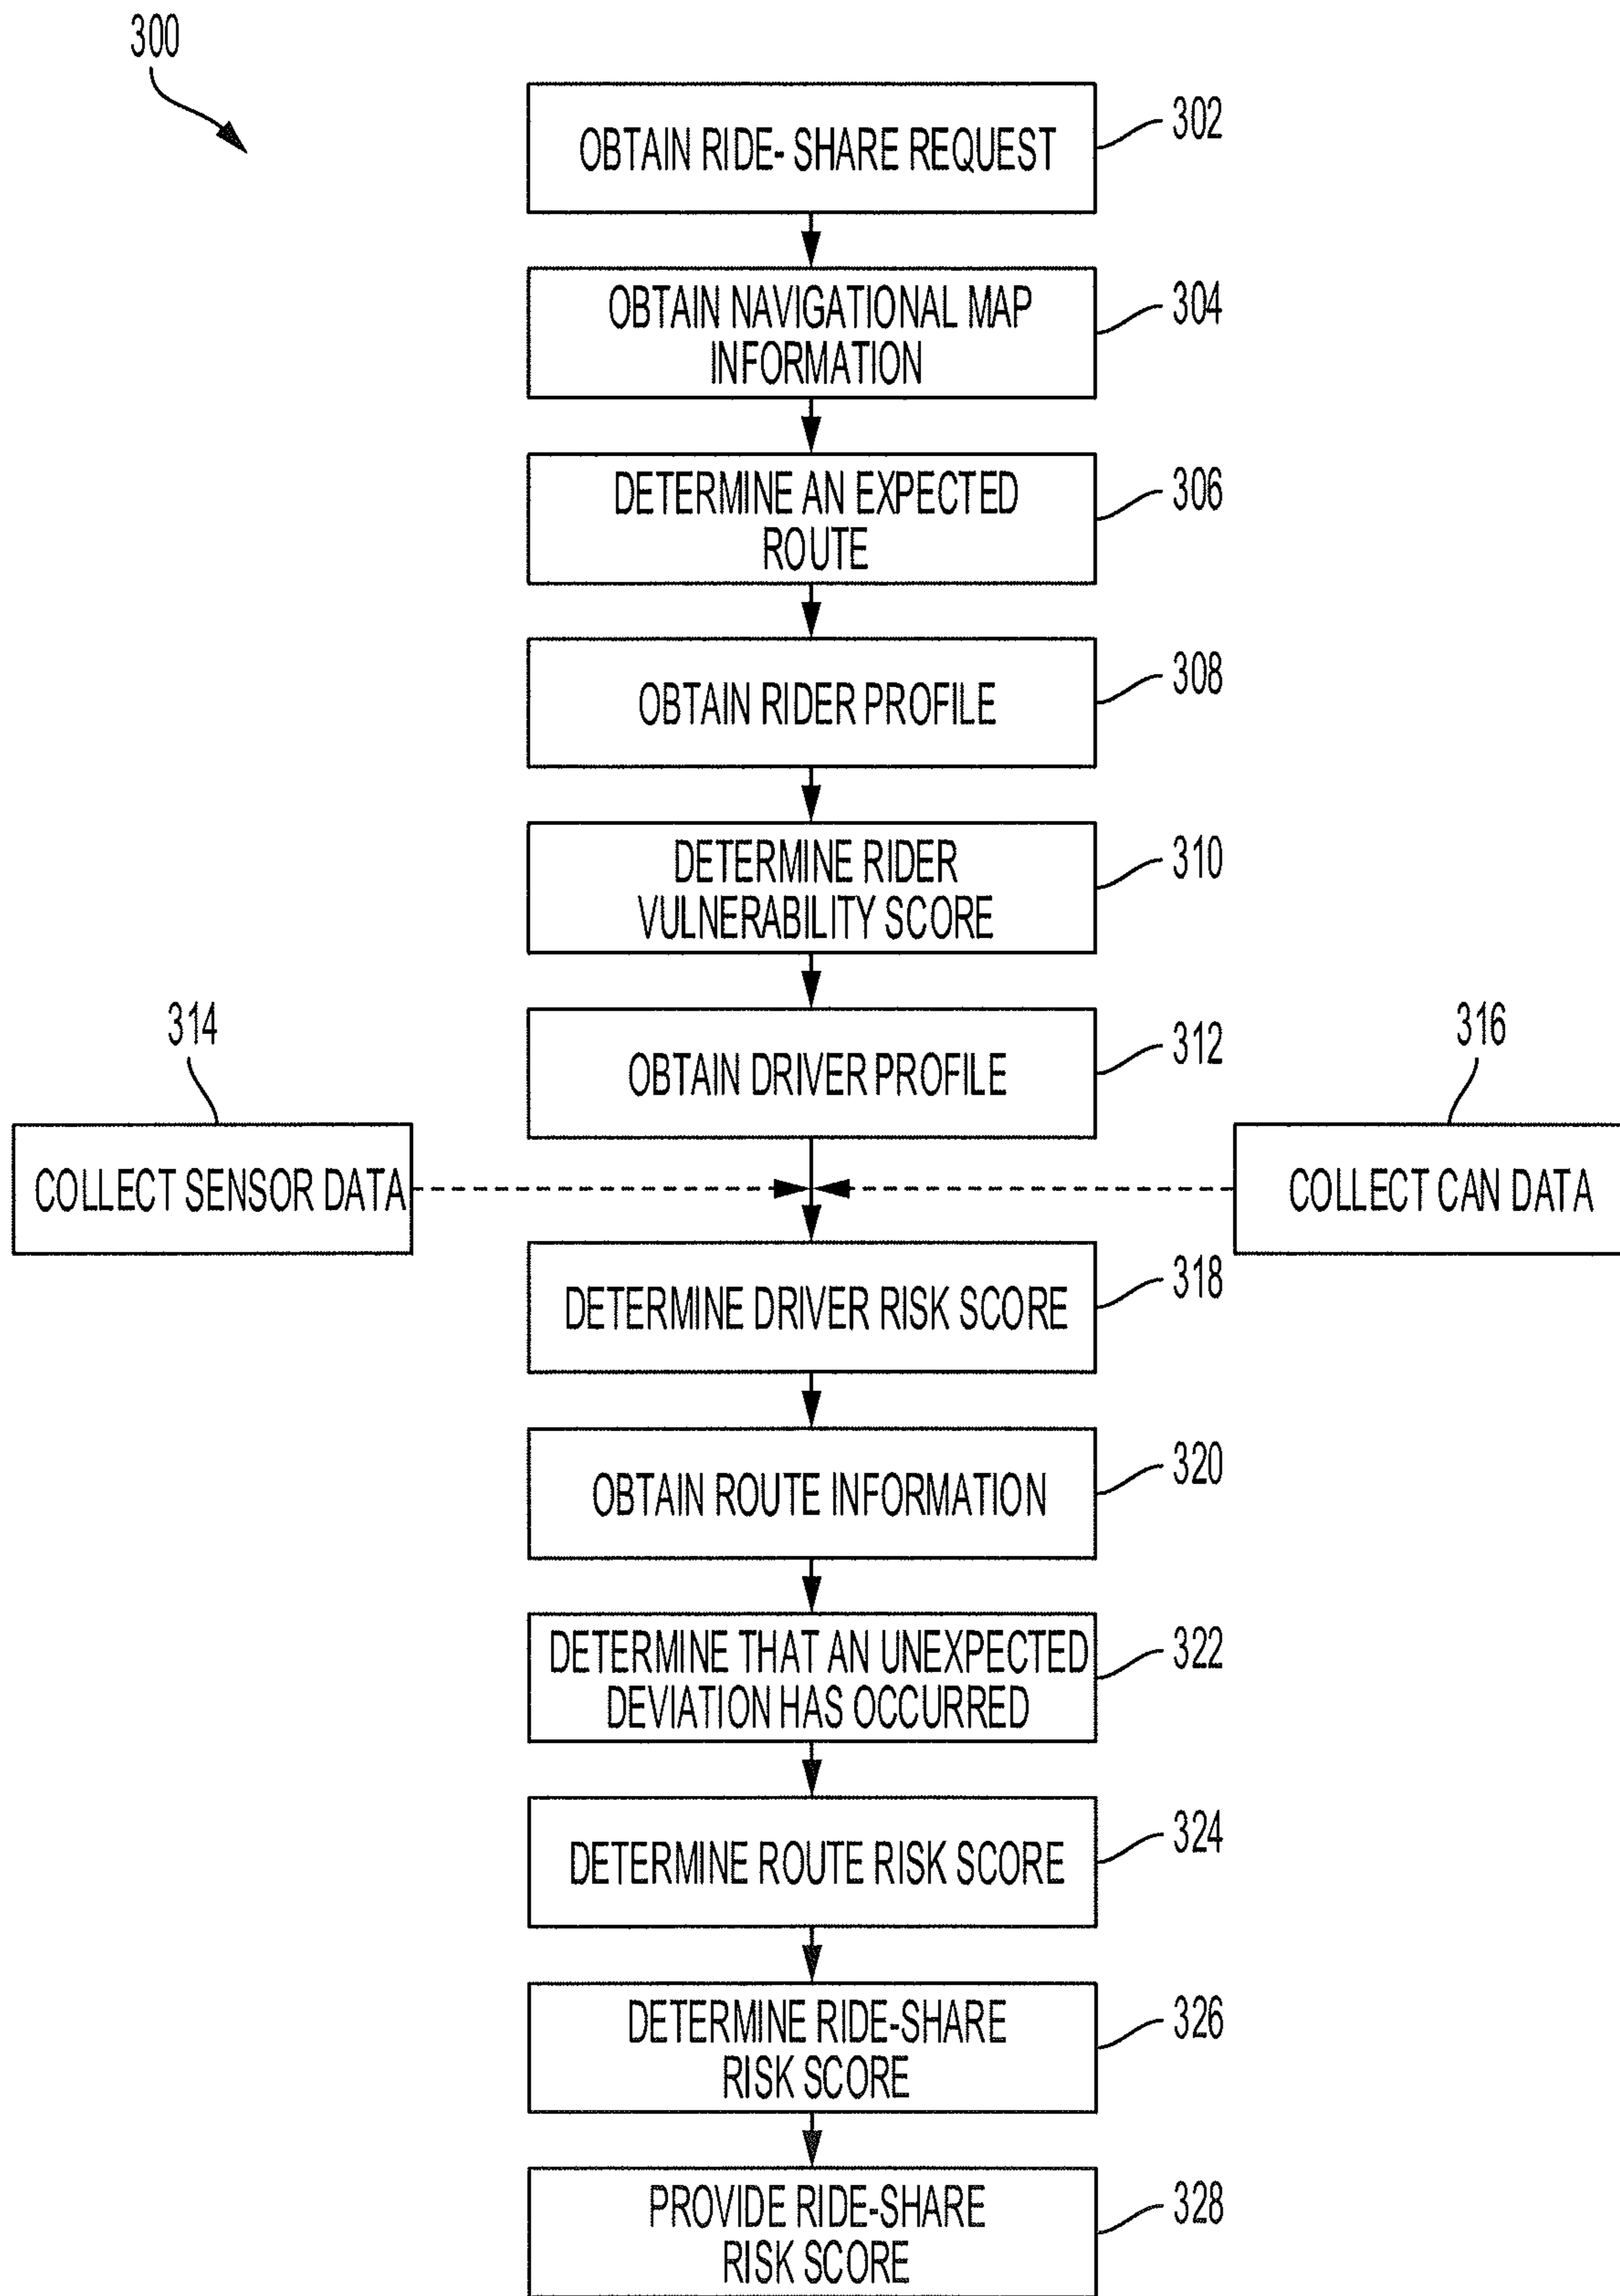 300
OBTAIN RIDE- SHARE REQUEST
302
OBTAIN NAVIGATIONAL MAP
INFORMATION
304
DETERMINE AN EXPECTED
ROUTE
306
OBTAIN RIDER PROFILE
308
DETERMINE RIDER
VULNERABILITY SCORE
310
OBTAIN DRIVER PROFILE
312
314
COLLECT SENSOR DATA
316
COLLECT CAN DATA
DETERMINE DRIVER RISK SCORE
318
OBTAIN ROUTE INFORMATION
320
DETERMINE THAT AN UNEXPECTED
DEVIATION HAS OCCURRED
322
DETERMINE ROUTE RISK SCORE
324
DETERMINE RIDE-SHARE
RISK SCORE
326
PROVIDE RIDE-SHARE
RISK SCORE
328